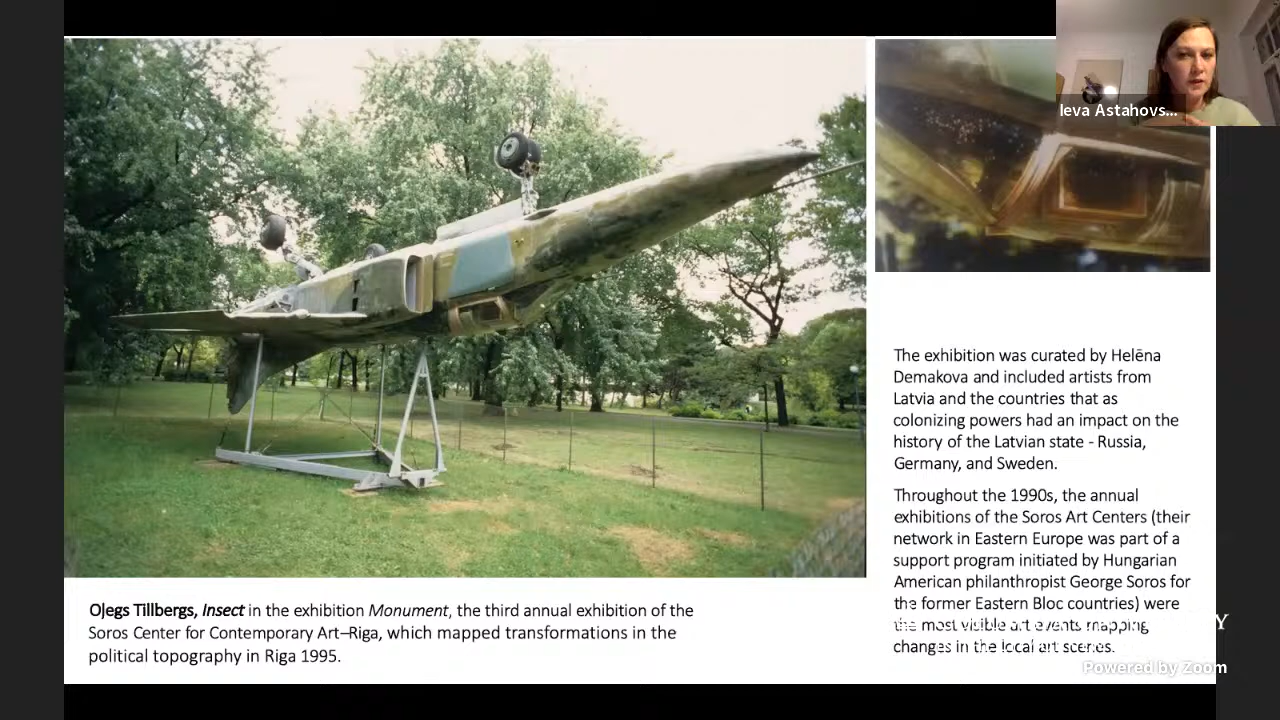 Ieva Astahovs...
The exhibition was curated by Helēna
Demakova and included artists from
Latvia and the countries that as
colonizing powers had an impact on the
history of the Latvian state - Russia,
Germany, and Sweden.
Throughout the 1990s, the annual
exhibitions of the Soros Art Centers (their
network in Eastern Europe was part of a
support program initiated by Hungarian
American philanthropist George Soros for
the former Eastern Bloc countries) were
the most visible art events mapping
changes in the local art scenes.
Oļegs Tillbergs, Insect in the exhibition Monument, the third annual exhibition of the
Soros Center for Contemporary Art–Riga, which mapped transformations in the
political topography in Riga 1995.
Powered by Zoom